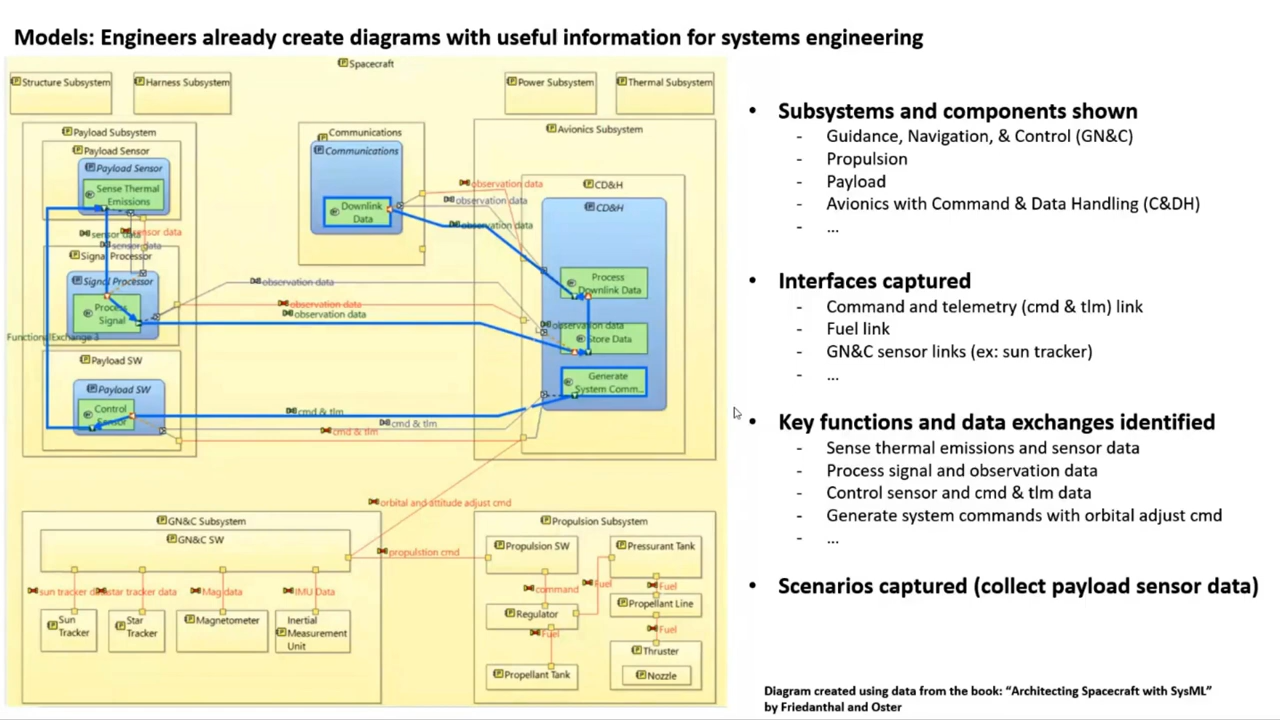 Models: Engineers already create diagrams with useful information for systems engineering
Spacecraft
Structure Subsystem
Harness Subsystem
Power Subsystem
Thermal Subsystem
Payload Subsystem
Payload Sensor
Payload Sensor
Sense Thermal
Emissions
sensor data
sensor data
sensor data
Signal Processor
Signal Processor
Process
Signal
FunctionalExchange 3
Payload SW
Payload SW
Control
Sensor
Communications
Communications
Downlink
Data
Avionics Subsystem
CD&H
CD&H
Process
Downlink Data
Store Data
Generate
System Comm...
observation data
observation data
observation data
observation data
observation data
observation data
observation data
cmd & tlm
cmd & tlm
cmd & tlm
orbital and attitude adjust cmd
GN&C Subsystem
GN&C SW
propulstion cmd
sun tracker data
star tracker data
Mag data
IMU Data
Sun
Tracker
Star
Tracker
Magnetometer
Inertial
Measurement
Unit
Propulsion Subsystem
Propulsion SW
Pressurant Tank
command
Fuel
Fuel
Regulator
Propellant Line
Fuel
Fuel
Propellant Tank
Thruster
Nozzle
• Subsystems and components shown
- Guidance, Navigation, & Control (GN&C)
- Propulsion
- Payload
- Avionics with Command & Data Handling (C&DH)
- ...
• Interfaces captured
- Command and telemetry (cmd & tlm) link
- Fuel link
- GN&C sensor links (ex: sun tracker)
- ...
• Key functions and data exchanges identified
- Sense thermal emissions and sensor data
- Process signal and observation data
- Control sensor and cmd & tlm data
- Generate system commands with orbital adjust cmd
- ...
• Scenarios captured (collect payload sensor data)
Diagram created using data from the book: “Architecting Spacecraft with SysML”
by Friedanthal and Oster